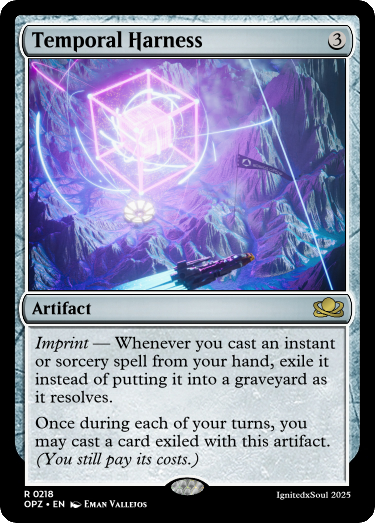 Temporal Harness
3
Artifact
Imprint — Whenever you cast an instant
or sorcery spell from your hand, exile it
instead of putting it into a graveyard as
it resolves.
Once during each of your turns, you
may cast a card exiled with this artifact.
(You still pay its costs.)
R 0218
OPZ • EN Eman Vallejos
IgnitedxSoul 2025